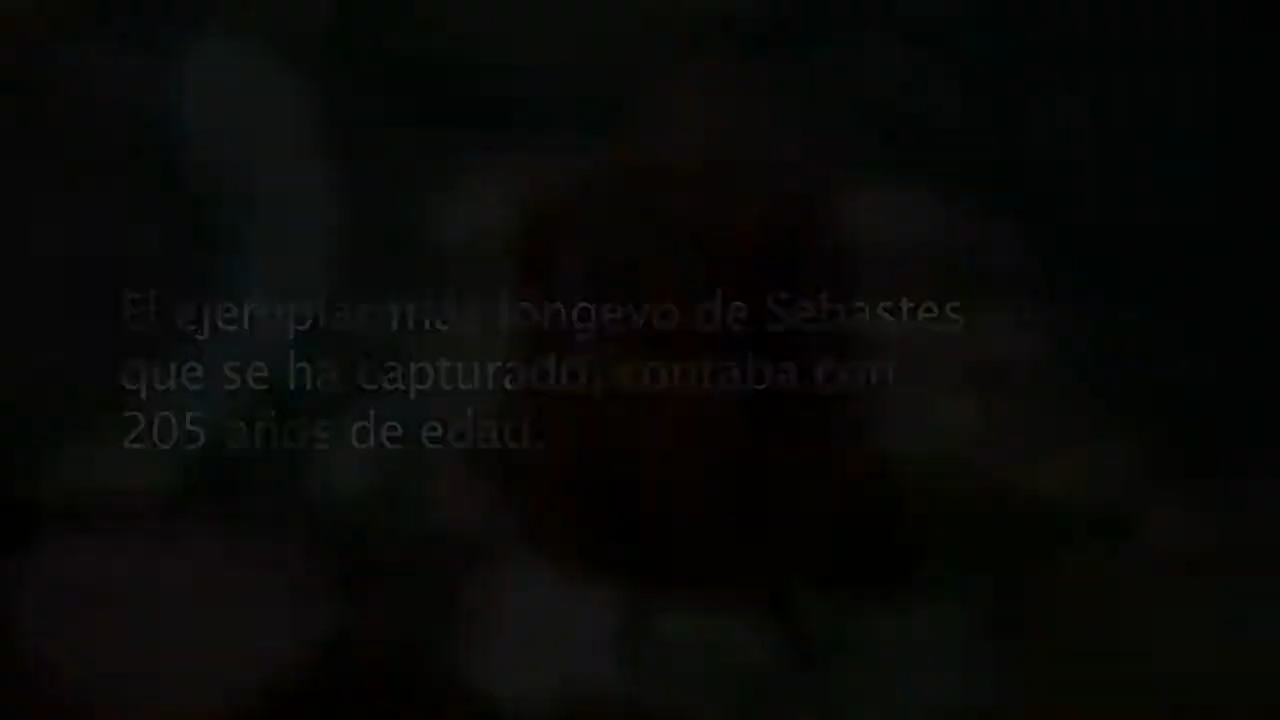 El ejemplar más longevo de Sebastes
que se ha capturado, contaba con
205 años de edad.